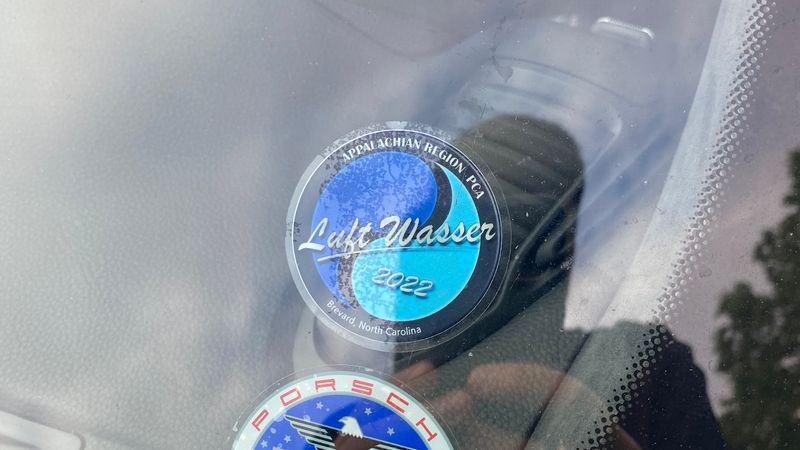 APPALACHIAN REGION PCA
Luft Wasser
2022
Brevard, North Carolina
PORSCH